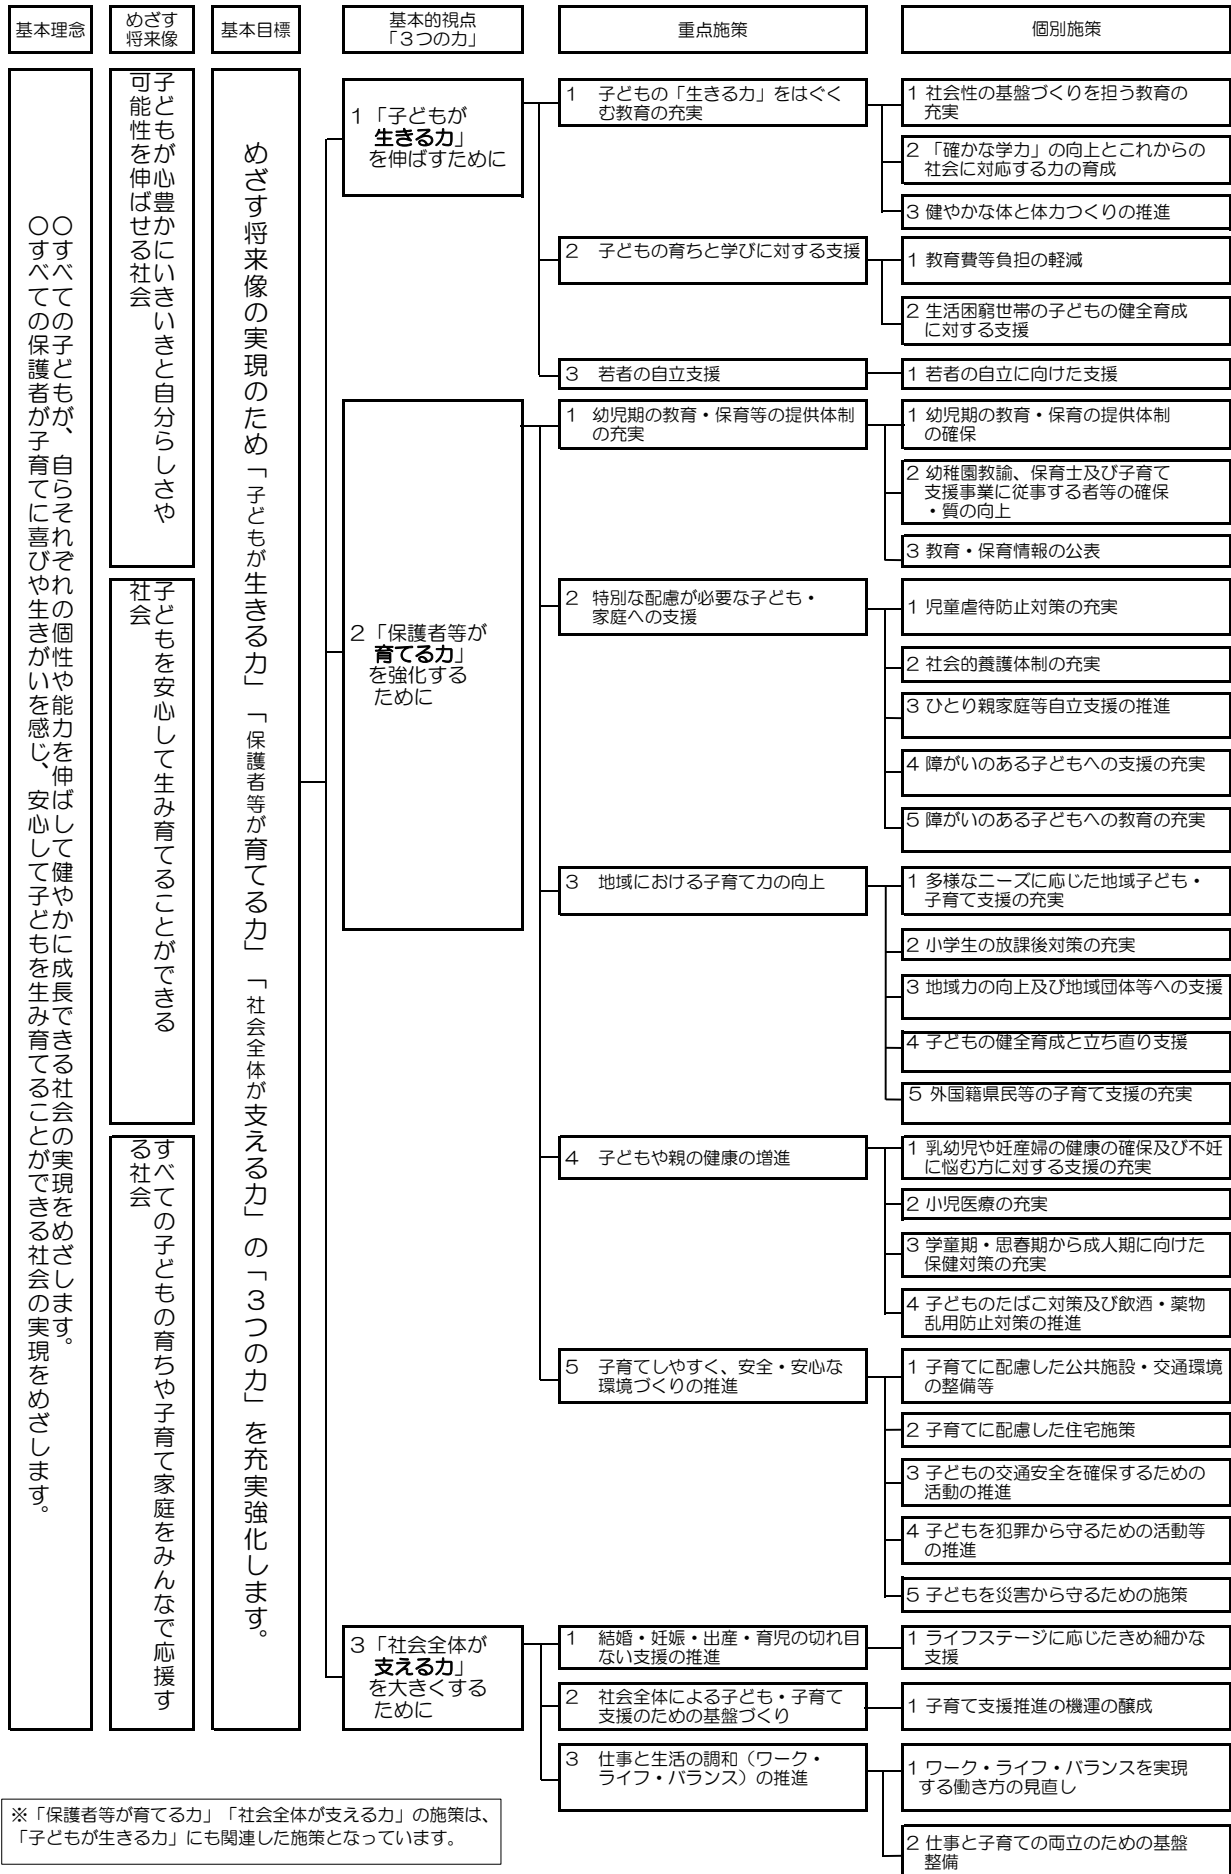 基本理念
めざす
将来像
基本目標
基本的視点
「3つの力」
重点施策
個別施策
○すべての子どもが、自らそれぞれの個性や能力を伸ばして健やかに成長できる社会の実現をめざします。
○すべての保護者が子育てに喜びや生きがいを感じ、安心して子どもを生み育てることができる社会の実現をめざします。
子どもが心豊かにいきいきと自分らしさや
可能性を伸ばせる社会
子どもを安心して生み育てることができる
社会
すべての子どもの育ちや子育て家庭をみんなで応援す
る社会
めざす将来像の実現のため「子どもが生きる力」「保護者等が育てる力」「社会全体が支える力」の「3つの力」を充実強化します。
1「子どもが
生きる力」
を伸ばすために
1 子どもの「生きる力」をはぐく
む教育の充実
1 社会性の基盤づくりを担う教育の
充実
2 「確かな学力」の向上とこれからの
社会に対応する力の育成
3 健やかな体と体力つくりの推進
2 子どもの育ちと学びに対する支援
1 教育費等負担の軽減
2 生活困窮世帯の子どもの健全育成
に対する支援
3 若者の自立支援
1 若者の自立に向けた支援
2「保護者等が
育てる力」
を強化する
ために
1 幼児期の教育・保育等の提供体制
の充実
1 幼児期の教育・保育の提供体制
の確保
2 幼稚園教諭、保育士及び子育て
支援事業に従事する者等の確保
・質の向上
3 教育・保育情報の公表
2 特別な配慮が必要な子ども・
家庭への支援
1 児童虐待防止対策の充実
2 社会的養護体制の充実
3 ひとり親家庭等自立支援の推進
4 障がいのある子どもへの支援の充実
5 障がいのある子どもへの教育の充実
3 地域における子育て力の向上
1 多様なニーズに応じた地域子ども・
子育て支援の充実
2 小学生の放課後対策の充実
3 地域力の向上及び地域団体等への支援
4 子どもの健全育成と立ち直り支援
5 外国籍県民等の子育て支援の充実
4 子どもや親の健康の増進
1 乳幼児や妊産婦の健康の確保及び不妊
に悩む方に対する支援の充実
2 小児医療の充実
3 学童期・思春期から成人期に向けた
保健対策の充実
4 子どものたばこ対策及び飲酒・薬物
乱用防止対策の推進
5 子育てしやすく、安全・安心な
環境づくりの推進
1 子育てに配慮した公共施設・交通環境
の整備等
2 子育てに配慮した住宅施策
3 子どもの交通安全を確保するための
活動の推進
4 子どもを犯罪から守るための活動等
の推進
5 子どもを災害から守るための施策
3「社会全体が
支える力」
を大きくする
ために
1 結婚・妊娠・出産・育児の切れ目
ない支援の推進
1 ライフステージに応じたきめ細かな
支援
2 社会全体による子ども・子育て
支援のための基盤づくり
1 子育て支援推進の機運の醸成
3 仕事と生活の調和（ワーク・
ライフ・バランス）の推進
1 ワーク・ライフ・バランスを実現
する働き方の見直し
2 仕事と子育ての両立のための基盤
整備
※「保護者等が育てる力」「社会全体が支える力」の施策は、
「子どもが生きる力」にも関連した施策となっています。